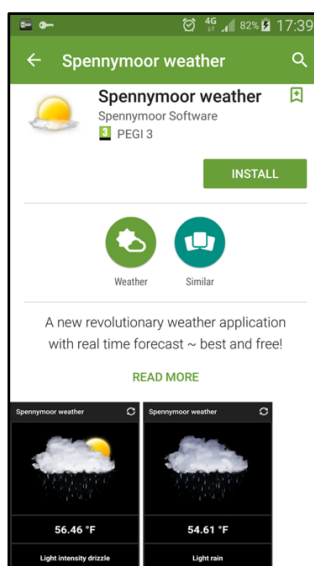 4G 82% 17:39
Spennymoor weather
Spennymoor weather
Spennymoor Software
3 PEGI 3
INSTALL
Weather Similar
A new revolutionary weather application
with real time forecast ~ best and free!
READ MORE
Spennymoor weather Spennymoor weather
56.46 °F 54.61 °F
Light intensity drizzle Light rain